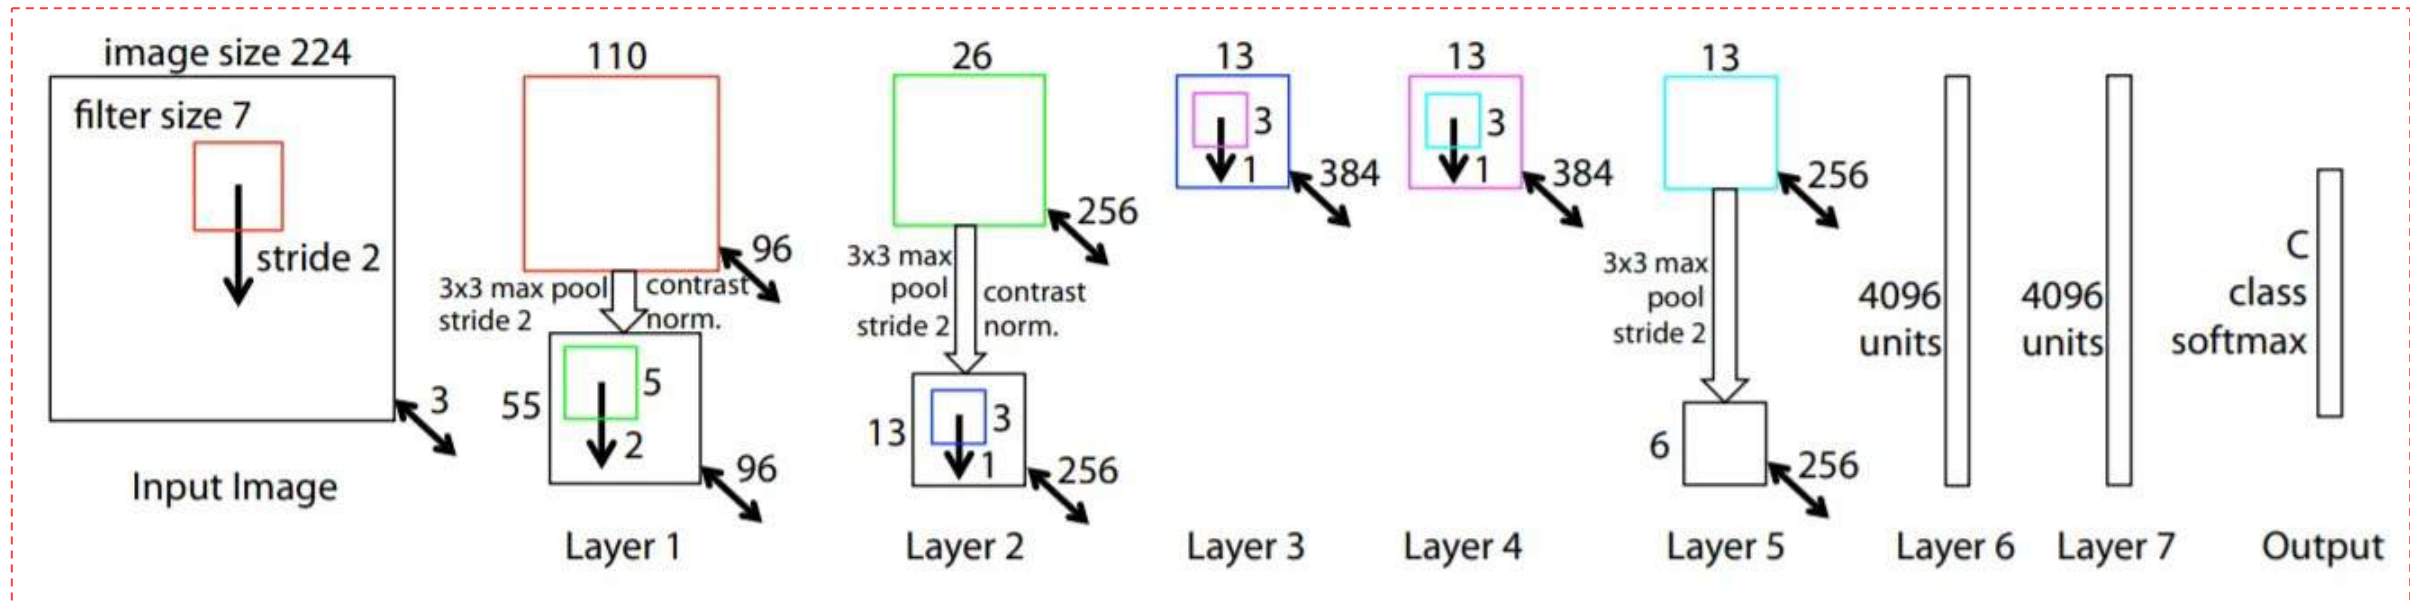 image size 224
filter size 7
stride 2
3
Input Image
110
96
3x3 max pool
stride 2
contrast
norm.
55
5
2
96
Layer 1
26
256
3x3 max
pool
stride 2
contrast
norm.
13
3
1
256
Layer 2
13
3
1
384
Layer 3
13
3
1
384
Layer 4
13
256
3x3 max
pool
stride 2
6
256
Layer 5
4096
units
Layer 6
4096
units
Layer 7
C
class
softmax
Output